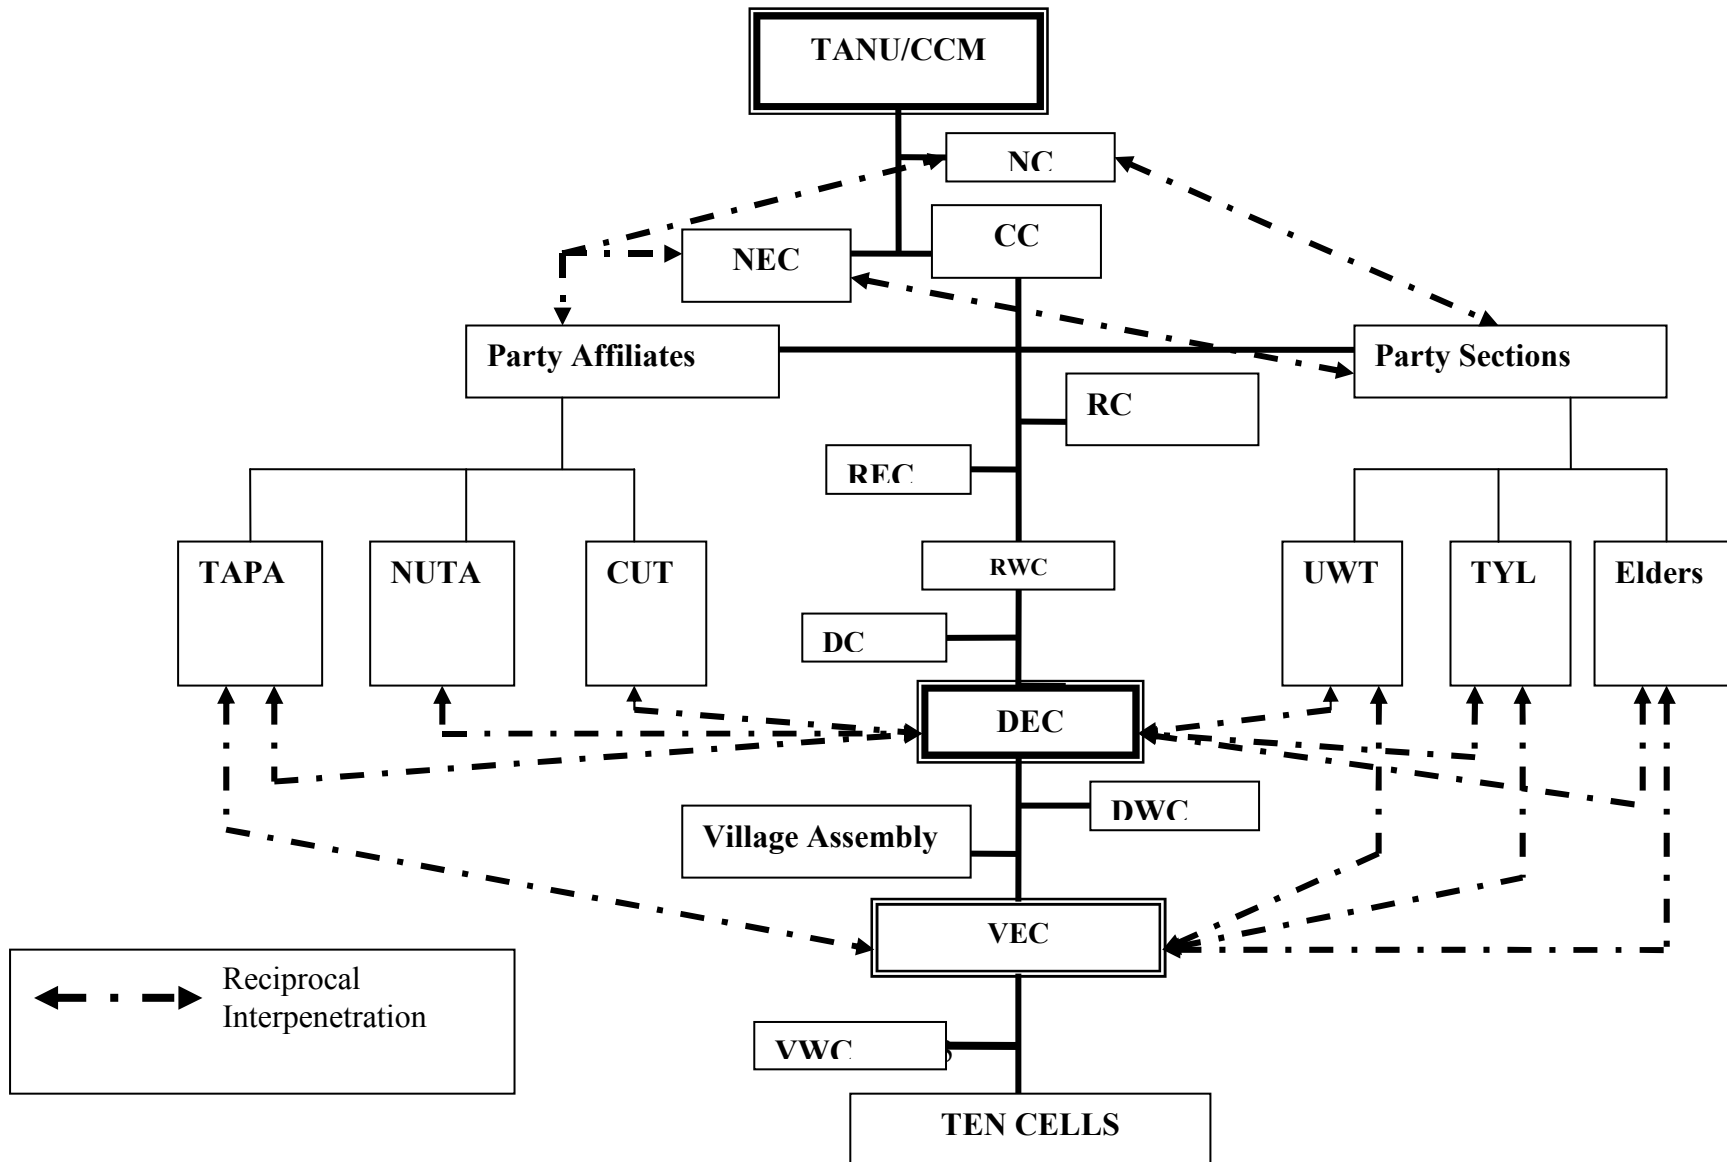 TANU/CCM
NC
CC
NEC
Party Affiliates
Party Sections
RC
REC
TAPA
NUTA
CUT
RWC
UWT
TYL
Elders
DC
DEC
DWC
Village Assembly
VEC
Reciprocal
Interpenetration
VWC
TEN CELLS